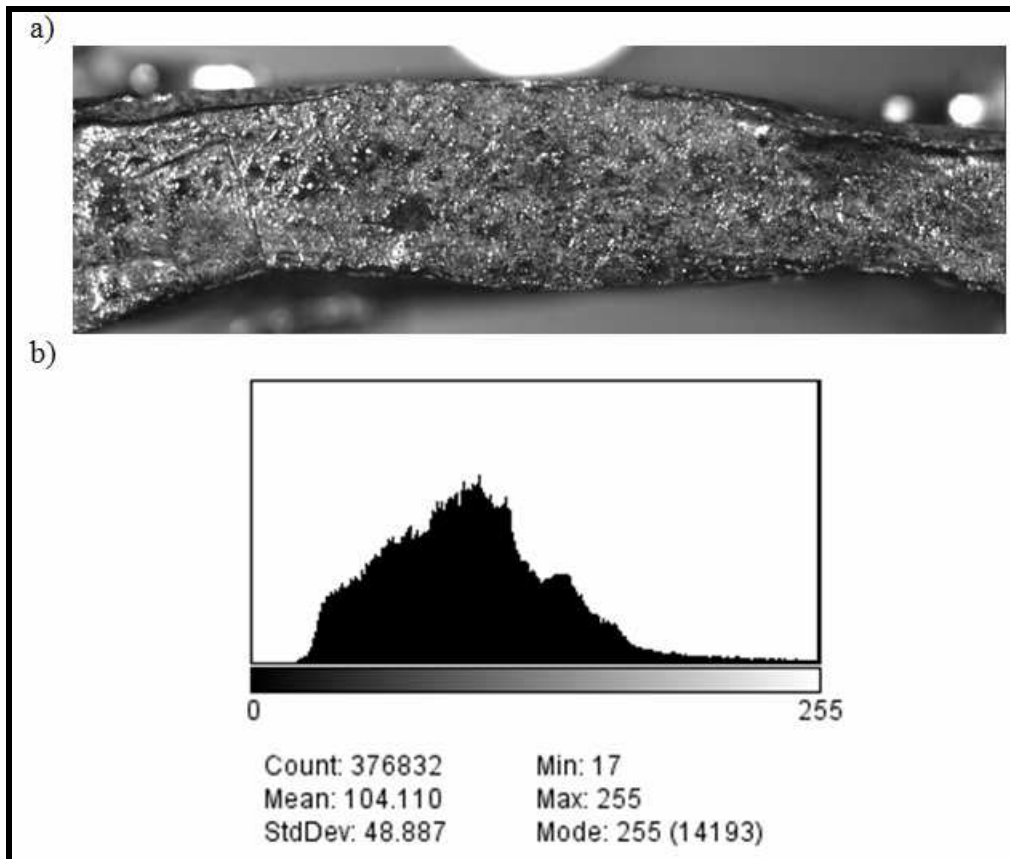 a)
b)
0 255
Count: 376832 Min: 17
Mean: 104.110 Max: 255
StdDev: 48.887 Mode: 255 (14193)